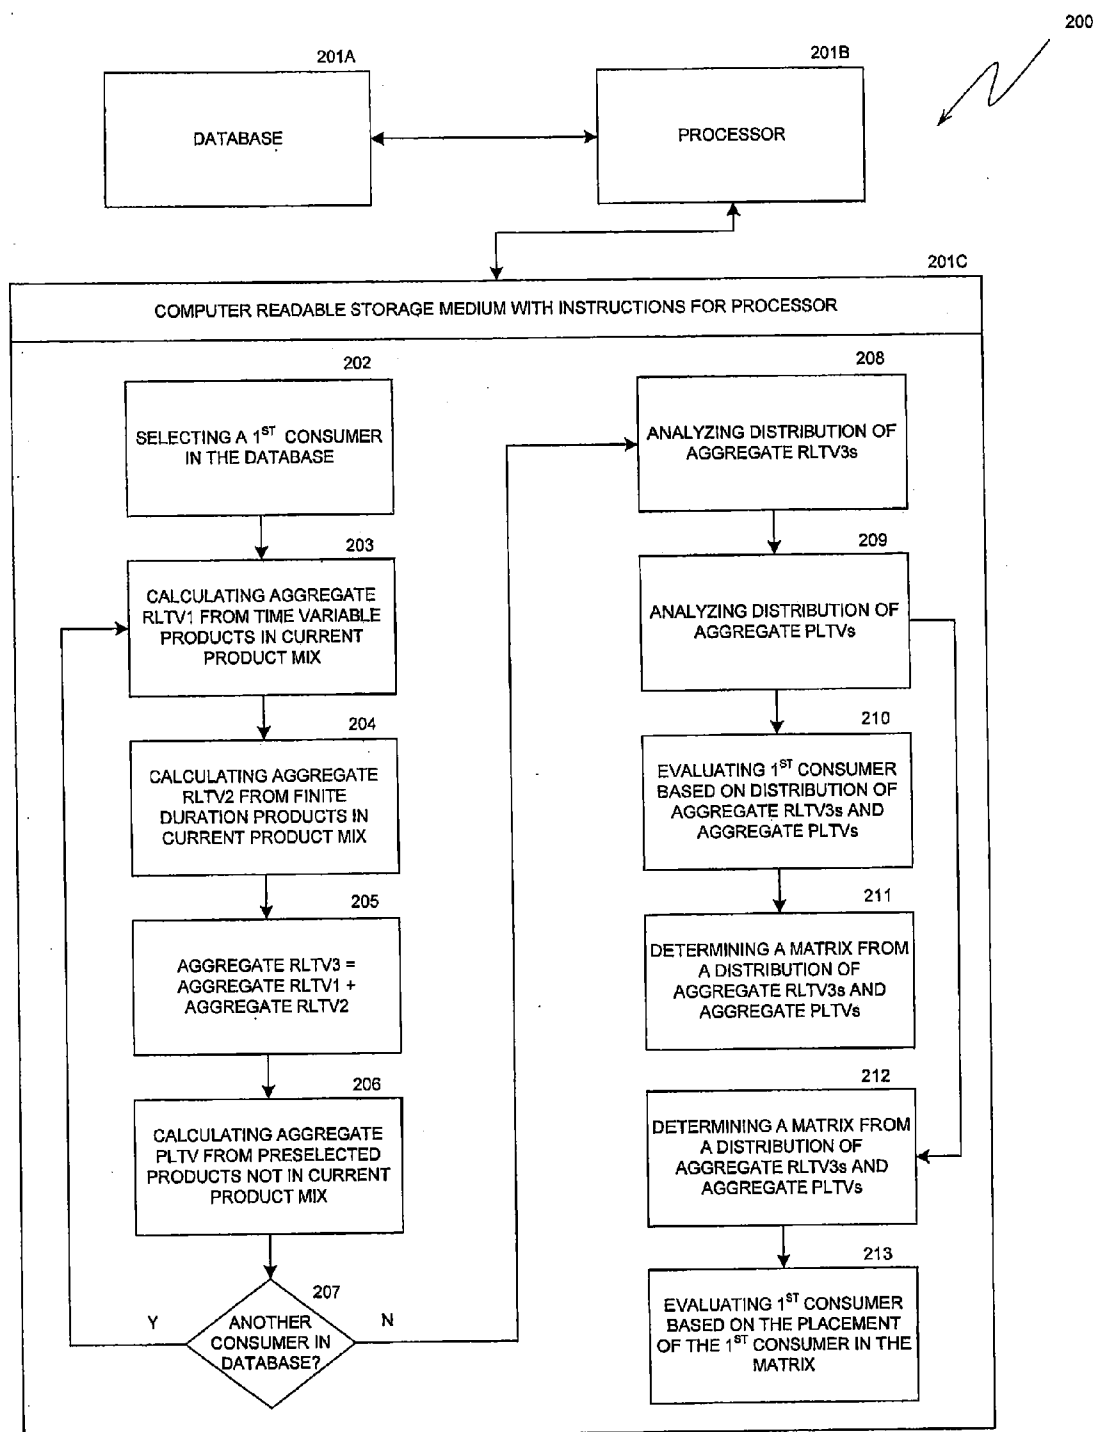 200
201A
201B
DATABASE
PROCESSOR
201C
COMPUTER READABLE STORAGE MEDIUM WITH INSTRUCTIONS FOR PROCESSOR
202
SELECTING A 1ST CONSUMER
IN THE DATABASE
203
CALCULATING AGGREGATE
RLTV1 FROM TIME VARIABLE
PRODUCTS IN CURRENT
PRODUCT MIX
204
CALCULATING AGGREGATE
RLTV2 FROM FINITE
DURATION PRODUCTS IN
CURRENT PRODUCT MIX
205
AGGREGATE RLTV3 =
AGGREGATE RLTV1 +
AGGREGATE RLTV2
206
CALCULATING AGGREGATE
PLTV FROM PRESELECTED
PRODUCTS NOT IN CURRENT
PRODUCT MIX
207
Y
N
ANOTHER
CONSUMER IN
DATABASE?
208
ANALYZING DISTRIBUTION OF
AGGREGATE RLTV3s
209
ANALYZING DISTRIBUTION OF
AGGREGATE PLTVs
210
EVALUATING 1ST CONSUMER
BASED ON DISTRIBUTION OF
AGGREGATE RLTV3s AND
AGGREGATE PLTVs
211
DETERMINING A MATRIX FROM
A DISTRIBUTION OF
AGGREGATE RLTV3s AND
AGGREGATE PLTVs
212
DETERMINING A MATRIX FROM
A DISTRIBUTION OF
AGGREGATE RLTV3s AND
AGGREGATE PLTVs
213
EVALUATING 1ST CONSUMER
BASED ON THE PLACEMENT
OF THE 1ST CONSUMER IN THE
MATRIX